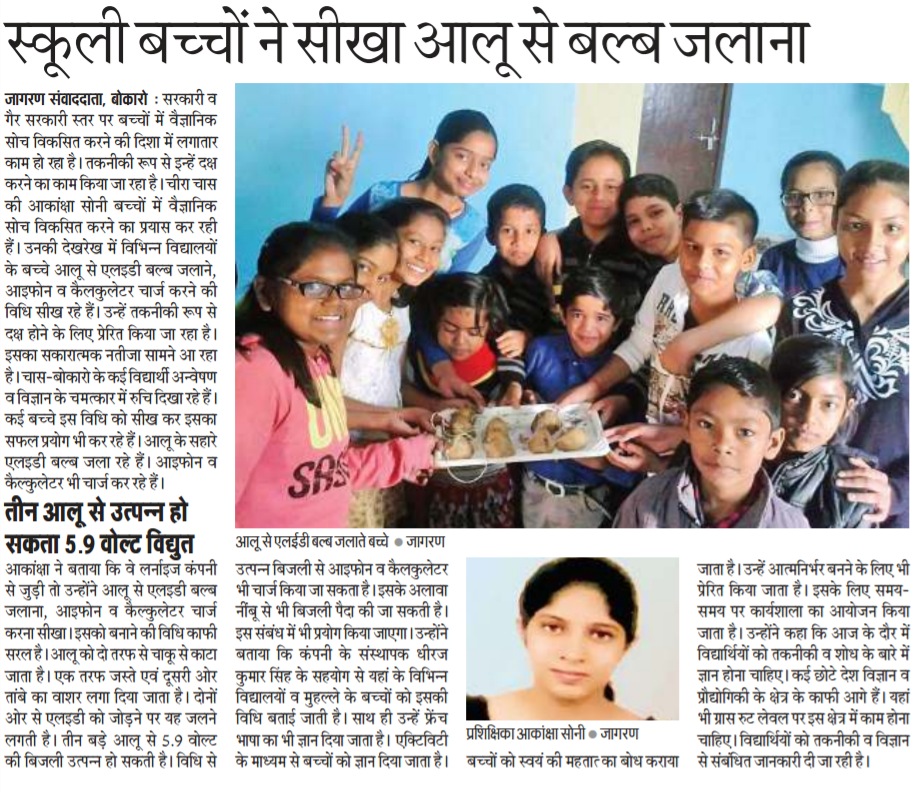 स्कूली बच्चों ने सीखा आलू से बल्ब जलाना
जागरण संवाददाता, बोकारो : सरकारी व
गैर सरकारी स्तर पर बच्चों में वैज्ञानिक
सोच विकसित करने की दिशा में लगातार
काम हो रहा है। तकनीकी रूप से इन्हें दक्ष
करने का काम किया जा रहा है। चीरा चास
की आकांक्षा सोनी बच्चों में वैज्ञानिक
सोच विकसित करने का प्रयास कर रही
हैं। उनकी देखरेख में विभिन्न विद्यालयों
के बच्चे आलू से एलइडी बल्ब जलाने,
आइफोन व कैलकुलेटर चार्ज करने की
विधि सीख रहे हैं। उन्हें तकनीकी रूप से
दक्ष होने के लिए प्रेरित किया जा रहा है।
इसका सकारात्मक नतीजा सामने आ रहा
है। चास-बोकारो के कई विद्यार्थी अन्वेषण
व विज्ञान के चमत्कार में रुचि दिखा रहे हैं।
कई बच्चे इस विधि को सीख कर इसका
सफल प्रयोग भी कर रहे हैं। आलू के सहारे
एलइडी बल्ब जला रहे हैं। आइफोन व
कैल्कुलेटर भी चार्ज कर रहे हैं।
तीन आलू से उत्पन्न हो
सकता 5.9 वोल्ट विद्युत
आकांक्षा ने बताया कि वे लर्नाइज कंपनी
से जुड़ी तो उन्होंने आलू से एलइडी बल्ब
जलाना, आइफोन व कैल्कुलेटर चार्ज
करना सीखा। इसको बनाने की विधि काफी
सरल है। आलू को दो तरफ से चाकू से काटा
जाता है। एक तरफ जस्ते एवं दूसरी ओर
तांबे का वाशर लगा दिया जाता है। दोनों
ओर से एलइडी को जोड़ने पर यह जलने
लगती है। तीन बड़े आलू से 5.9 वोल्ट
की बिजली उत्पन्न हो सकती है। विधि से
आलू से एलईडी बल्ब जलाते बच्चे ● जागरण
उत्पन्न बिजली से आइफोन व कैलकुलेटर
भी चार्ज किया जा सकता है। इसके अलावा
नींबू से भी बिजली पैदा की जा सकती है।
इस संबंध में भी प्रयोग किया जाएगा। उन्होंने
बताया कि कंपनी के संस्थापक धीरज
कुमार सिंह के सहयोग से यहां के विभिन्न
विद्यालयों व मुहल्ले के बच्चों को इसकी
विधि बताई जाती है। साथ ही उन्हें फ्रेंच
भाषा का भी ज्ञान दिया जाता है। एक्टिविटी
के माध्यम से बच्चों को ज्ञान दिया जाता है।
प्रशिक्षिका आकांक्षा सोनी ● जागरण
बच्चों को स्वयं की महतता का बोध कराया
जाता है। उन्हें आत्मनिर्भर बनने के लिए भी
प्रेरित किया जाता है। इसके लिए समय-
समय पर कार्यशाला का आयोजन किया
जाता है। उन्होंने कहा कि आज के दौर में
विद्यार्थियों को तकनीकी व शोध के बारे में
ज्ञान होना चाहिए। कई छोटे देश विज्ञान व
प्रौद्योगिकी के क्षेत्र के काफी आगे हैं। यहां
भी ग्रास रुट लेवल पर इस क्षेत्र में काम होना
चाहिए। विद्यार्थियों को तकनीकी व विज्ञान
से संबंधित जानकारी दी जा रही है।